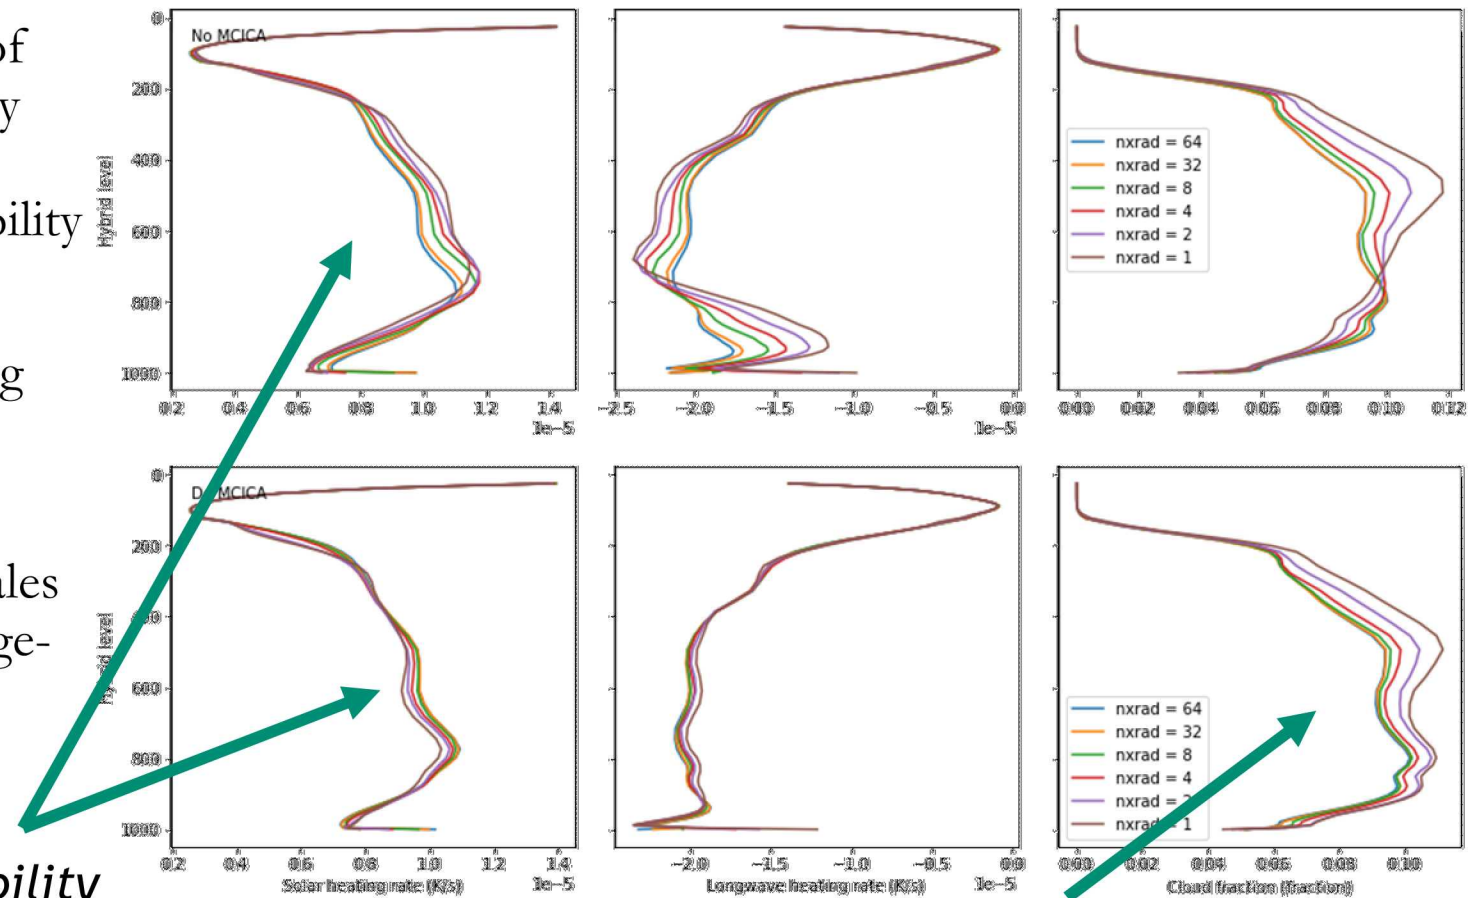 of
y
bility
g
ales
ge-
bility
No MCICA
Hybrid level
0
200
400
600
800
1000
0.2 0.4 0.6 0.8 1.0 1.2 1.4
1e−5
−2.5 −2.0 −1.5 −1.0 −0.5 0.0
1e−5
nxrad = 64
nxrad = 32
nxrad = 8
nxrad = 4
nxrad = 2
nxrad = 1
0.00 0.02 0.04 0.06 0.08 0.10 0.12
MCICA
Hybrid level
0
200
600
800
1000
0.2 0.4 0.6 0.8 1.0 1.2 1.4
Solar heating rate (K/s)
1e−5
−2.0 −1.5 −1.0 −0.5 0.0
Longwave heating rate (K/s)
1e−5
nxrad = 64
nxrad = 32
nxrad = 8
nxrad = 4
nxrad = 2
nxrad = 1
0.00 0.02 0.04 0.06 0.08 0.10
Cloud fraction (fraction)